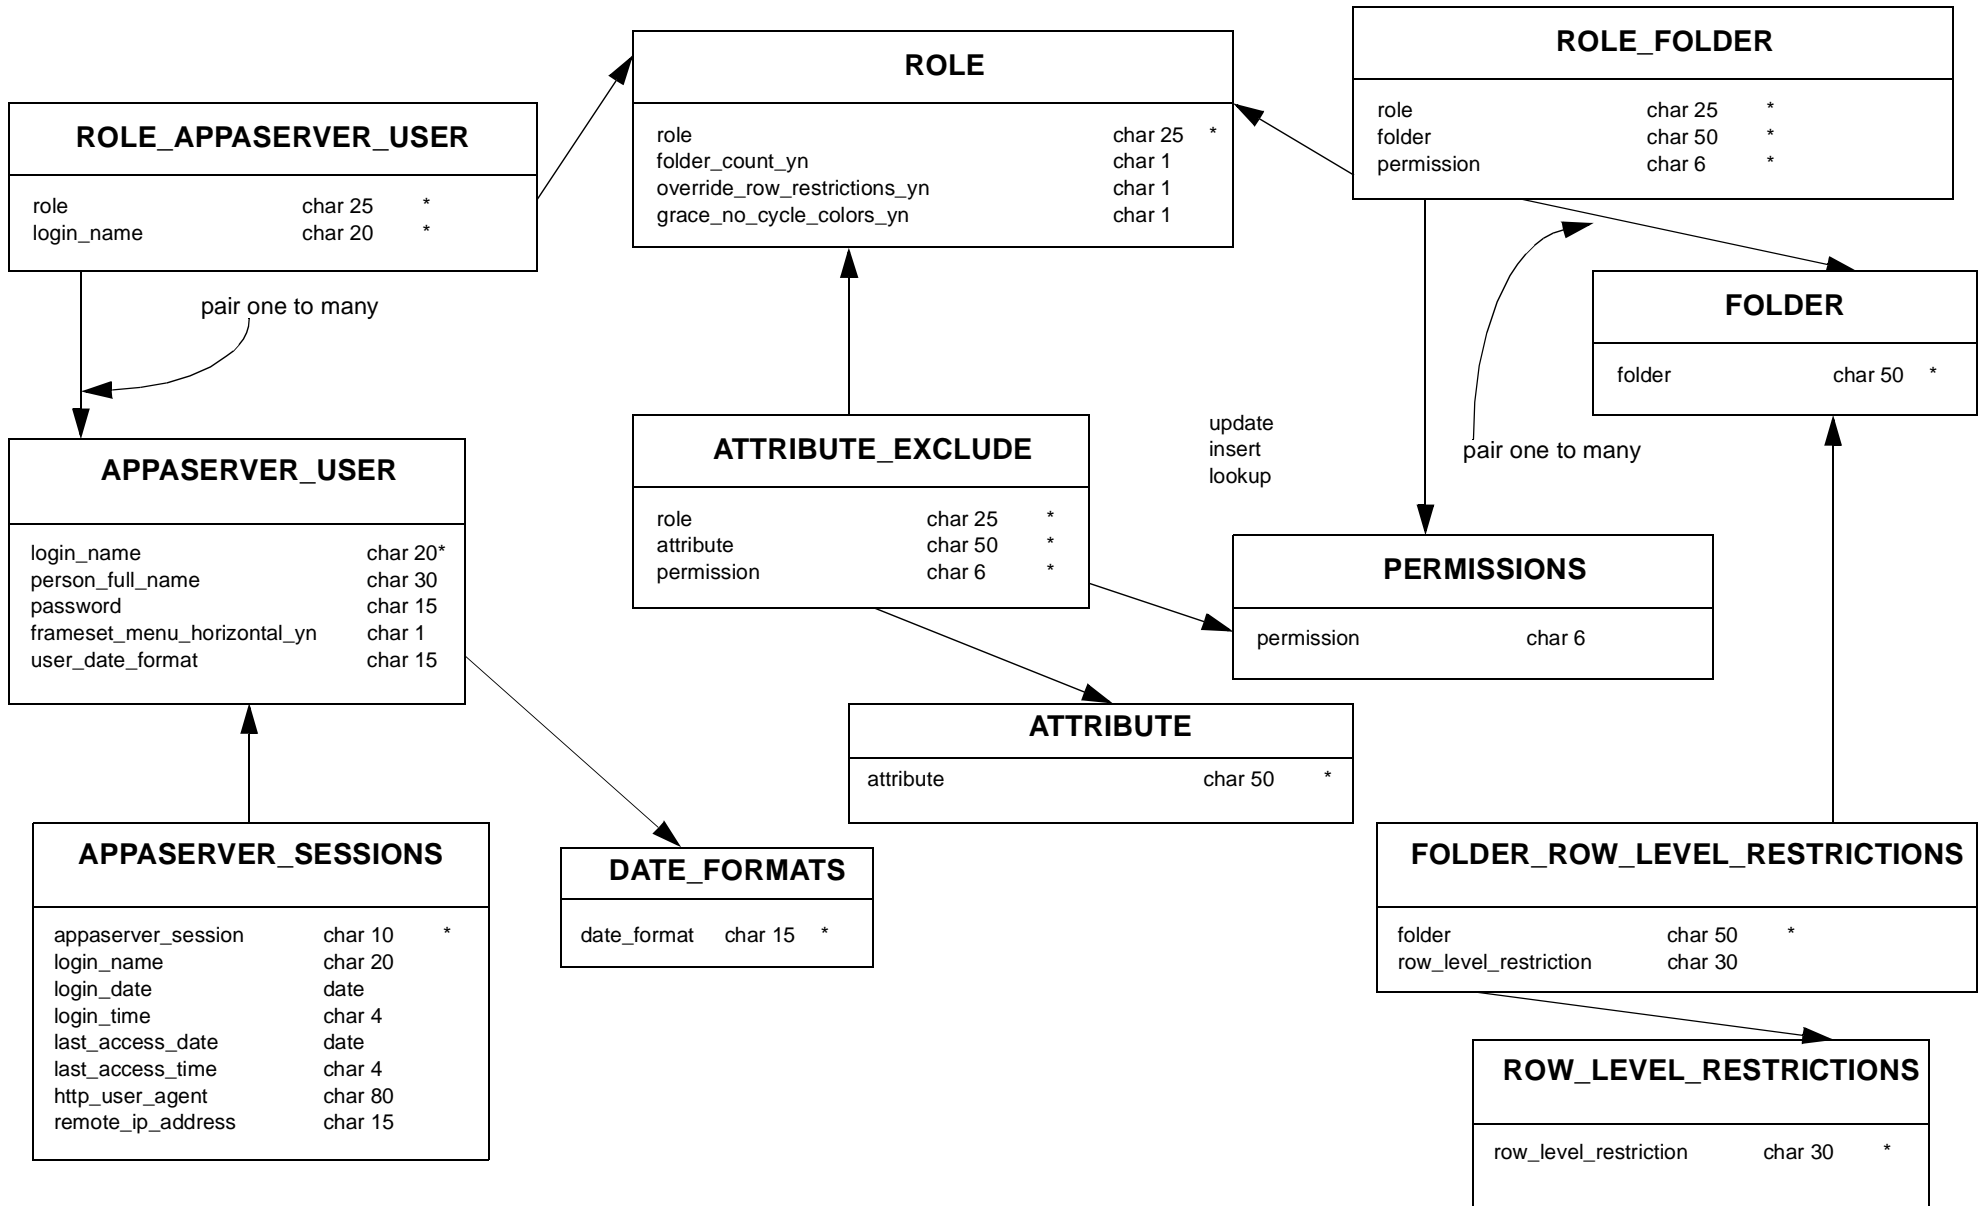 ROLE_FOLDER
role char 25 *
folder char 50 *
permission char 6 *
ROLE
role char 25 *
folder_count_yn char 1
override_row_restrictions_yn char 1
grace_no_cycle_colors_yn char 1
ROLE_APPASERVER_USER
role char 25 *
login_name char 20 *
pair one to many
FOLDER
folder char 50 *
update
insert
lookup
pair one to many
APPASERVER_USER
login_name char 20*
person_full_name char 30
password char 15
frameset_menu_horizontal_yn char 1
user_date_format char 15
ATTRIBUTE_EXCLUDE
role char 25 *
attribute char 50 *
permission char 6 *
PERMISSIONS
permission char 6
ATTRIBUTE
attribute char 50 *
APPASERVER_SESSIONS
appaserver_session char 10 *
login_name char 20
login_date date
login_time char 4
last_access_date date
last_access_time char 4
http_user_agent char 80
remote_ip_address char 15
DATE_FORMATS
date_format char 15 *
FOLDER_ROW_LEVEL_RESTRICTIONS
folder char 50 *
row_level_restriction char 30
ROW_LEVEL_RESTRICTIONS
row_level_restriction char 30 *